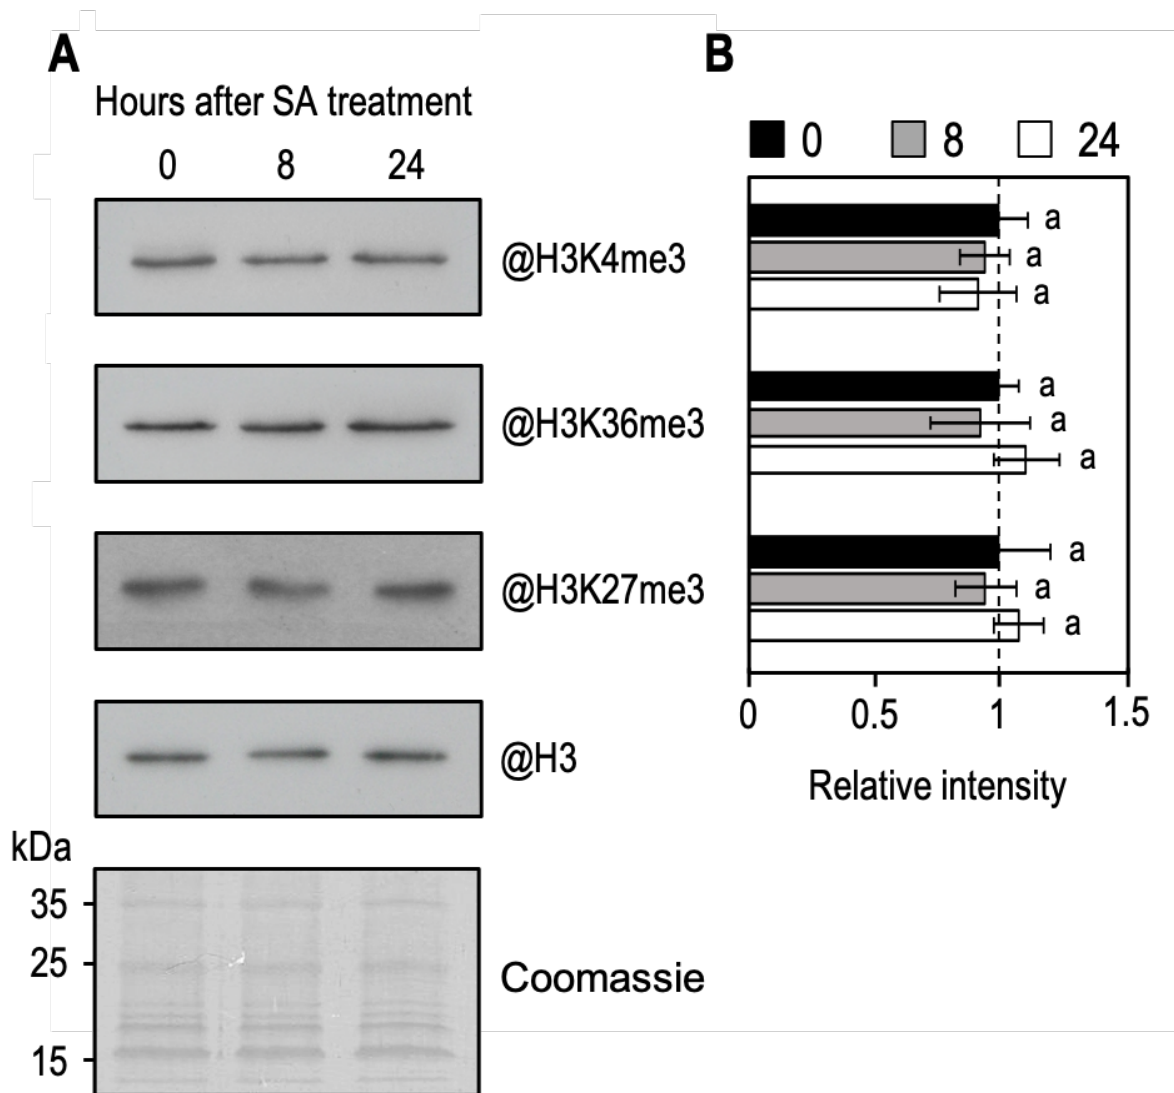 A
Hours after SA treatment
0 8 24
@H3K4me3
@H3K36me3
@H3K27me3
@H3
kDa
35
25
15
Coomassie
B
0 8 24
a
a
a
a
a
a
a
a
a
0 0.5 1 1.5
Relative intensity